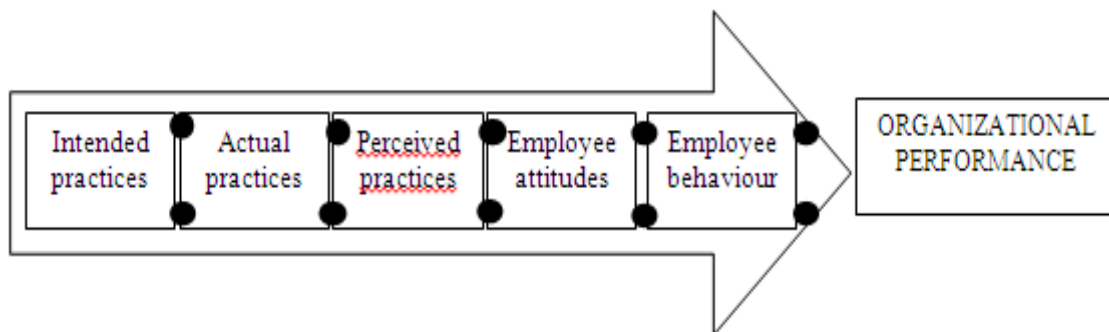 Intended
practices
Actual
practices
Perceived
practices
Employee
attitudes
Employee
behaviour
ORGANIZATIONAL
PERFORMANCE